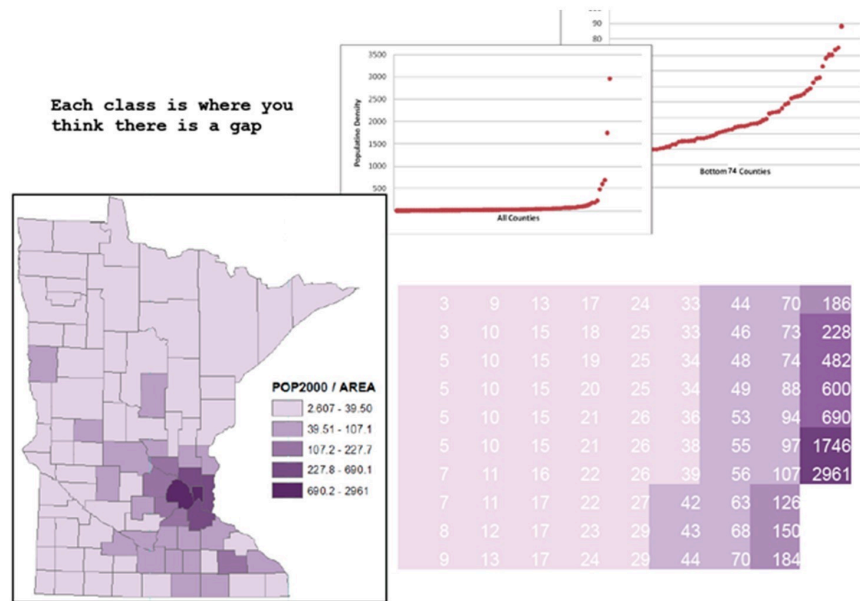 Each class is where you
think there is a gap
90
80
Bottom 74 Counties
3500
3000
2500
2000
1500
1000
500
Population Density
All Counties
POP2000 / AREA
2.607 - 39.50
39.51 - 107.1
107.2 - 227.7
227.8 - 690.1
690.2 - 2961
3 9 13 17 24 33 44 70 186
3 10 15 18 25 33 46 73 228
5 10 15 19 25 34 48 74 482
5 10 15 20 25 34 49 88 600
5 10 15 21 26 36 53 94 690
5 10 15 21 26 38 55 97 1746
7 11 16 22 26 39 56 107 2961
7 11 17 22 27 42 63 126
8 12 17 23 29 43 68 150
9 13 17 24 29 44 70 184